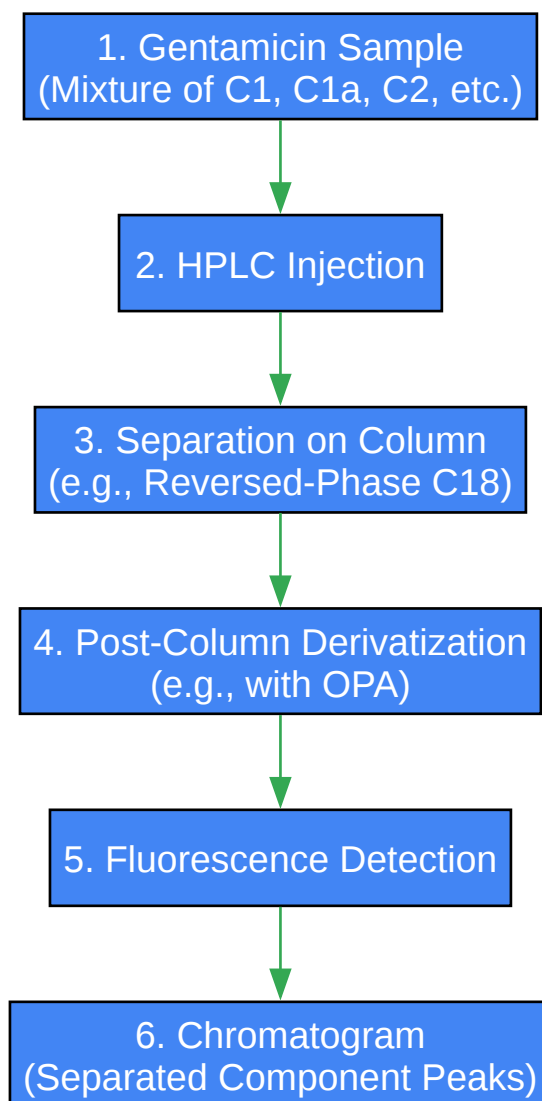 1. Gentamicin Sample
(Mixture of C1, C1a, C2, etc.)
2. HPLC Injection
3. Separation on Column
(e.g., Reversed-Phase C18)
4. Post-Column Derivatization
(e.g., with OPA)
5. Fluorescence Detection
6. Chromatogram
(Separated Component Peaks)